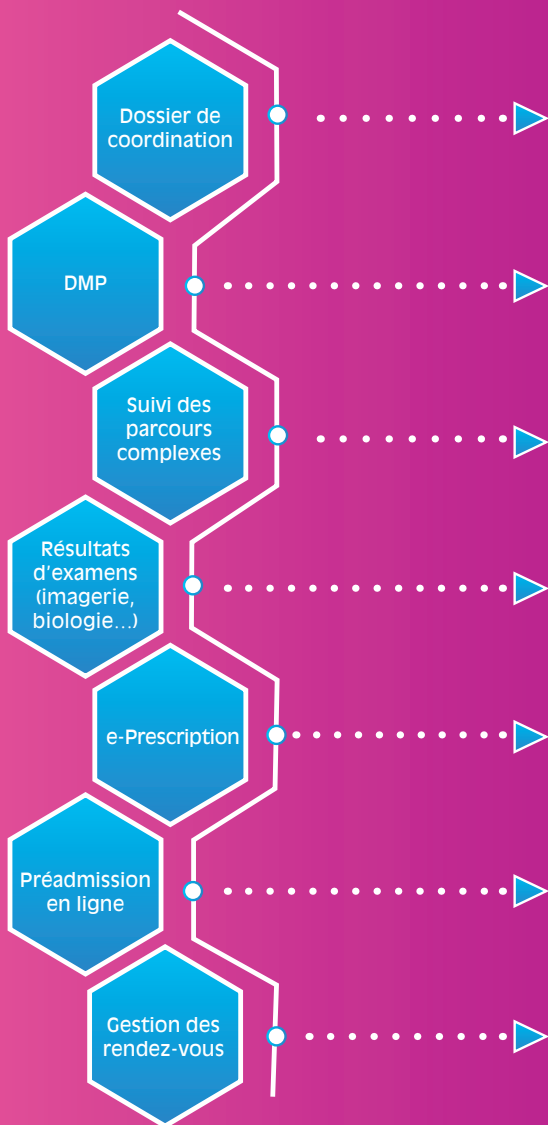 Dossier de
coordination
DMP
Suivi des
parcours
complexes
Résultats
d'examens
(imagerie,
biologie...)
e-Prescription
Préadmission
en ligne
Gestion des
rendez-vous